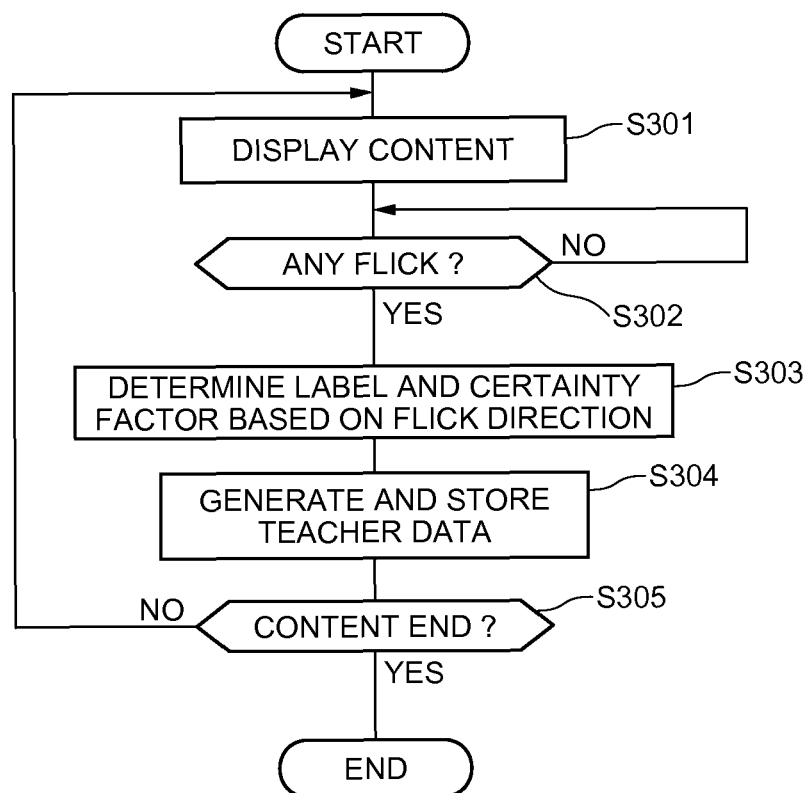 START
DISPLAY CONTENT
S301
ANY FLICK ?
NO
S302
YES
DETERMINE LABEL AND CERTAINTY
FACTOR BASED ON FLICK DIRECTION
S303
GENERATE AND STORE
TEACHER DATA
S304
NO
CONTENT END ?
S305
YES
END